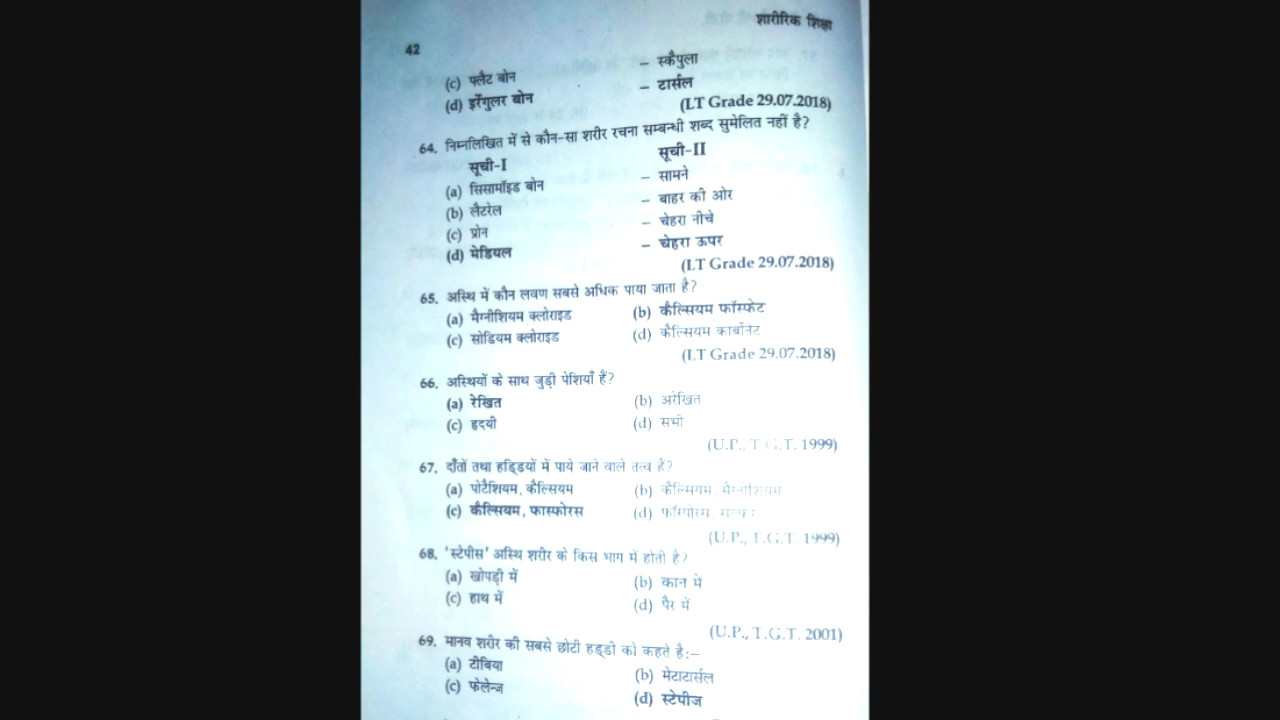 शारीरिक शिक्षा
42
(c) फ्लैट बोन – स्कैपुला
(d) इर्रेगुलर बोन – टार्सल
(LT Grade 29.07.2018)
64. निम्नलिखित में से कौन-सा शरीर रचना सम्बन्धी शब्द सुमेलित नहीं है?
सूची-I सूची-II
(a) सिसामॉइड बोन – सामने
(b) लैटरेल – बाहर की ओर
(c) प्रोन – चेहरा नीचे
(d) मेडियल – चेहरा ऊपर
(LT Grade 29.07.2018)
65. अस्थि में कौन लवण सबसे अधिक पाया जाता है?
(a) मैग्नीशियम क्लोराइड (b) कैल्सियम फॉस्फेट
(c) सोडियम क्लोराइड (d) कैल्सियम कार्बोनेट
(LT Grade 29.07.2018)
66. अस्थियों के साथ जुड़ी पेशियाँ हैं?
(a) रेखित (b) अरेखित
(c) हृदयी (d) सभी
(U.P., T.G.T. 1999)
67. दाँतों तथा हड्डियों में पाये जाने वाले तत्व हैं?
(a) पोटैशियम, कैल्सियम (b) कैल्सियम, मैग्नीशियम
(c) कैल्सियम, फास्फोरस (d) फॉस्फोरस, सल्फर
(U.P., T.G.T. 1999)
68. 'स्टेपीस' अस्थि शरीर के किस भाग में होती है?
(a) खोपड़ी में (b) कान में
(c) हाथ में (d) पैर में
(U.P., T.G.T. 2001)
69. मानव शरीर की सबसे छोटी हड्डी को कहते है:–
(a) टीबिया (b) मेटाटार्सल
(c) फेलेन्ज (d) स्टेपीज